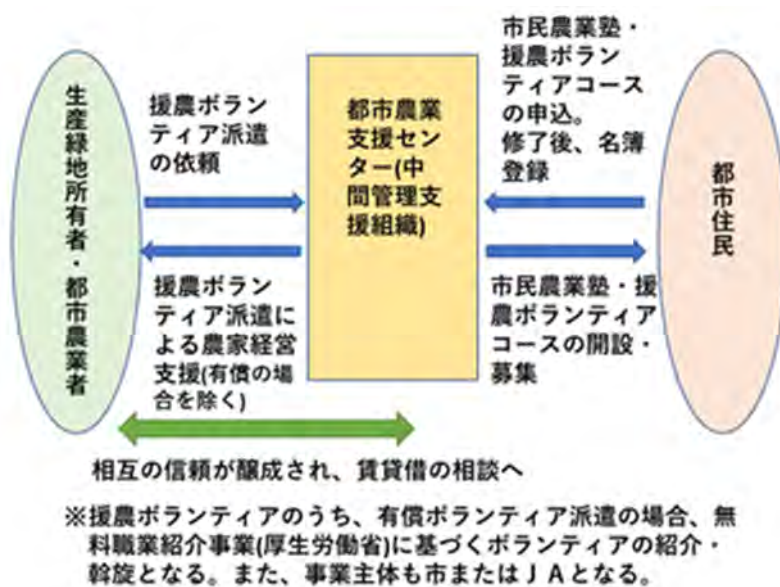 生産緑地所有者・都市農業者
援農ボラン
ティア派遣
の依頼
援農ボラン
ティア派遣に
よる農家経営
支援(有償の場
合を除く)
都市農業
支援セン
ター(中
間管理支
援組織)
市民農業塾・
援農ボラン
ティアコース
の申込。
修了後、名簿
登録
市民農業塾・援
農ボランティア
コースの開設・
募集
都市住民
相互の信頼が醸成され、賃貸借の相談へ
※援農ボランティアのうち、有償ボランティア派遣の場合、無
料職業紹介事業(厚生労働省)に基づくボランティアの紹介・
斡旋となる。また、事業主体も市またはＪＡとなる。